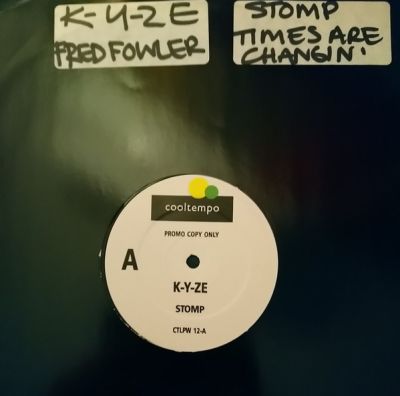 K-Y-ZE
FRED FOWLER
STOMP
TIMES ARE
CHANGIN'
cooltempo
PROMO COPY ONLY
A
K-Y-ZE
STOMP
CTLPW 12-A